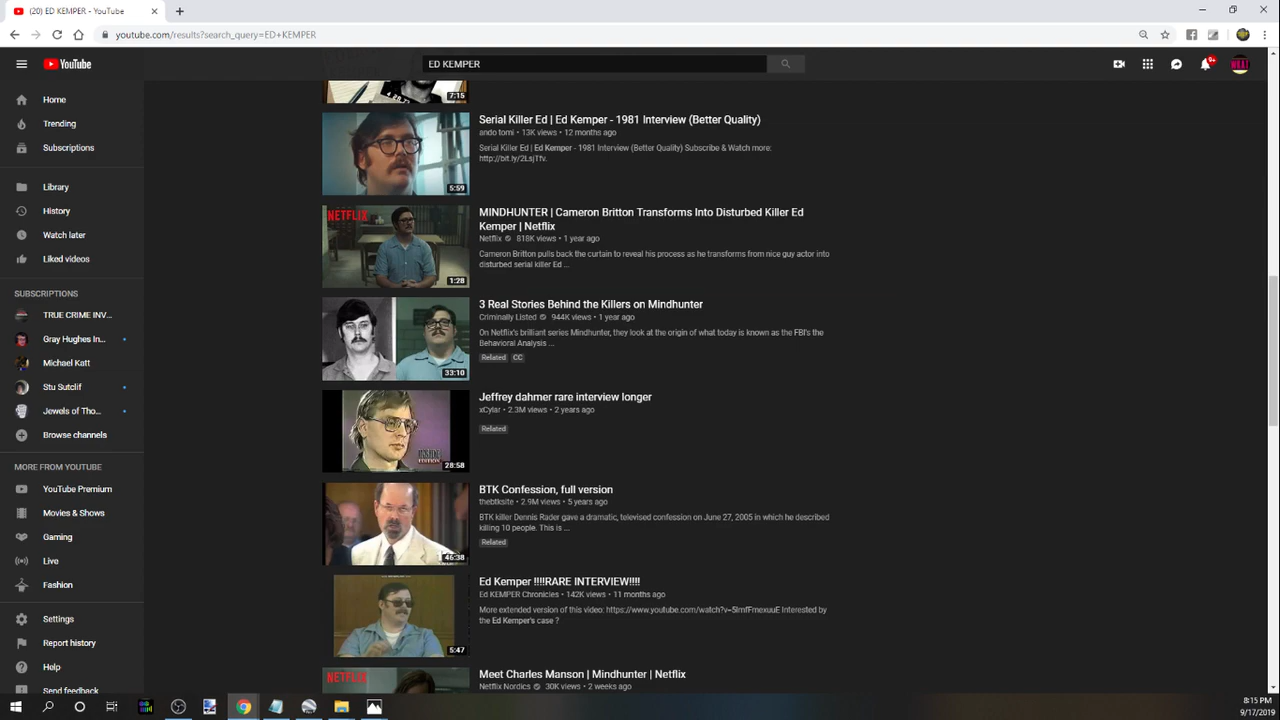 (20) ED KEMPER - YouTube
youtube.com/results?search_query=ED+KEMPER
YouTube
ED KEMPER
9+
Home
Trending
Subscriptions
Library
History
Watch later
Liked videos
SUBSCRIPTIONS
TRUE CRIME INV...
Gray Hughes In...
Michael Katt
Stu Sutclif
Jewels of Tho...
Browse channels
MORE FROM YOUTUBE
YouTube Premium
Movies & Shows
Gaming
Live
Fashion
Settings
Report history
Help
Send feedback
7:15
Serial Killer Ed | Ed Kemper - 1981 Interview (Better Quality)
ando tomi • 13K views • 12 months ago
Serial Killer Ed | Ed Kemper - 1981 Interview (Better Quality) Subscribe & Watch more:
5:59
NETFLIX
MINDHUNTER | Cameron Britton Transforms Into Disturbed Killer Ed
Kemper | Netflix
Netflix 818K views • 1 year ago
Cameron Britton pulls back the curtain to reveal his process as he transforms from nice guy actor into
disturbed serial killer Ed ...
1:28
3 Real Stories Behind the Killers on Mindhunter
Criminally Listed 944K views • 1 year ago
On Netflix's brilliant series Mindhunter, they look at the origin of what today is known as the FBI's the
Behavioral Analysis ...
Related CC
33:10
Jeffrey dahmer rare interview longer
xCylar • 2.3M views • 2 years ago
Related
EDITION
28:58
BTK Confession, full version
thebtksite • 2.9M views • 5 years ago
BTK killer Dennis Rader gave a dramatic, televised confession on June 27, 2005 in which he described
killing 10 people. This is ...
Related
46:38
Ed Kemper !!!!RARE INTERVIEW!!!!
Ed KEMPER Chronicles • 142K views • 11 months ago
More extended version of this video: Interested by
the Ed Kemper's case ?
5:47
NETFLIX
Meet Charles Manson | Mindhunter | Netflix
Netflix Nordics 30K views • 2 weeks ago
8:15 PM
9/17/2019